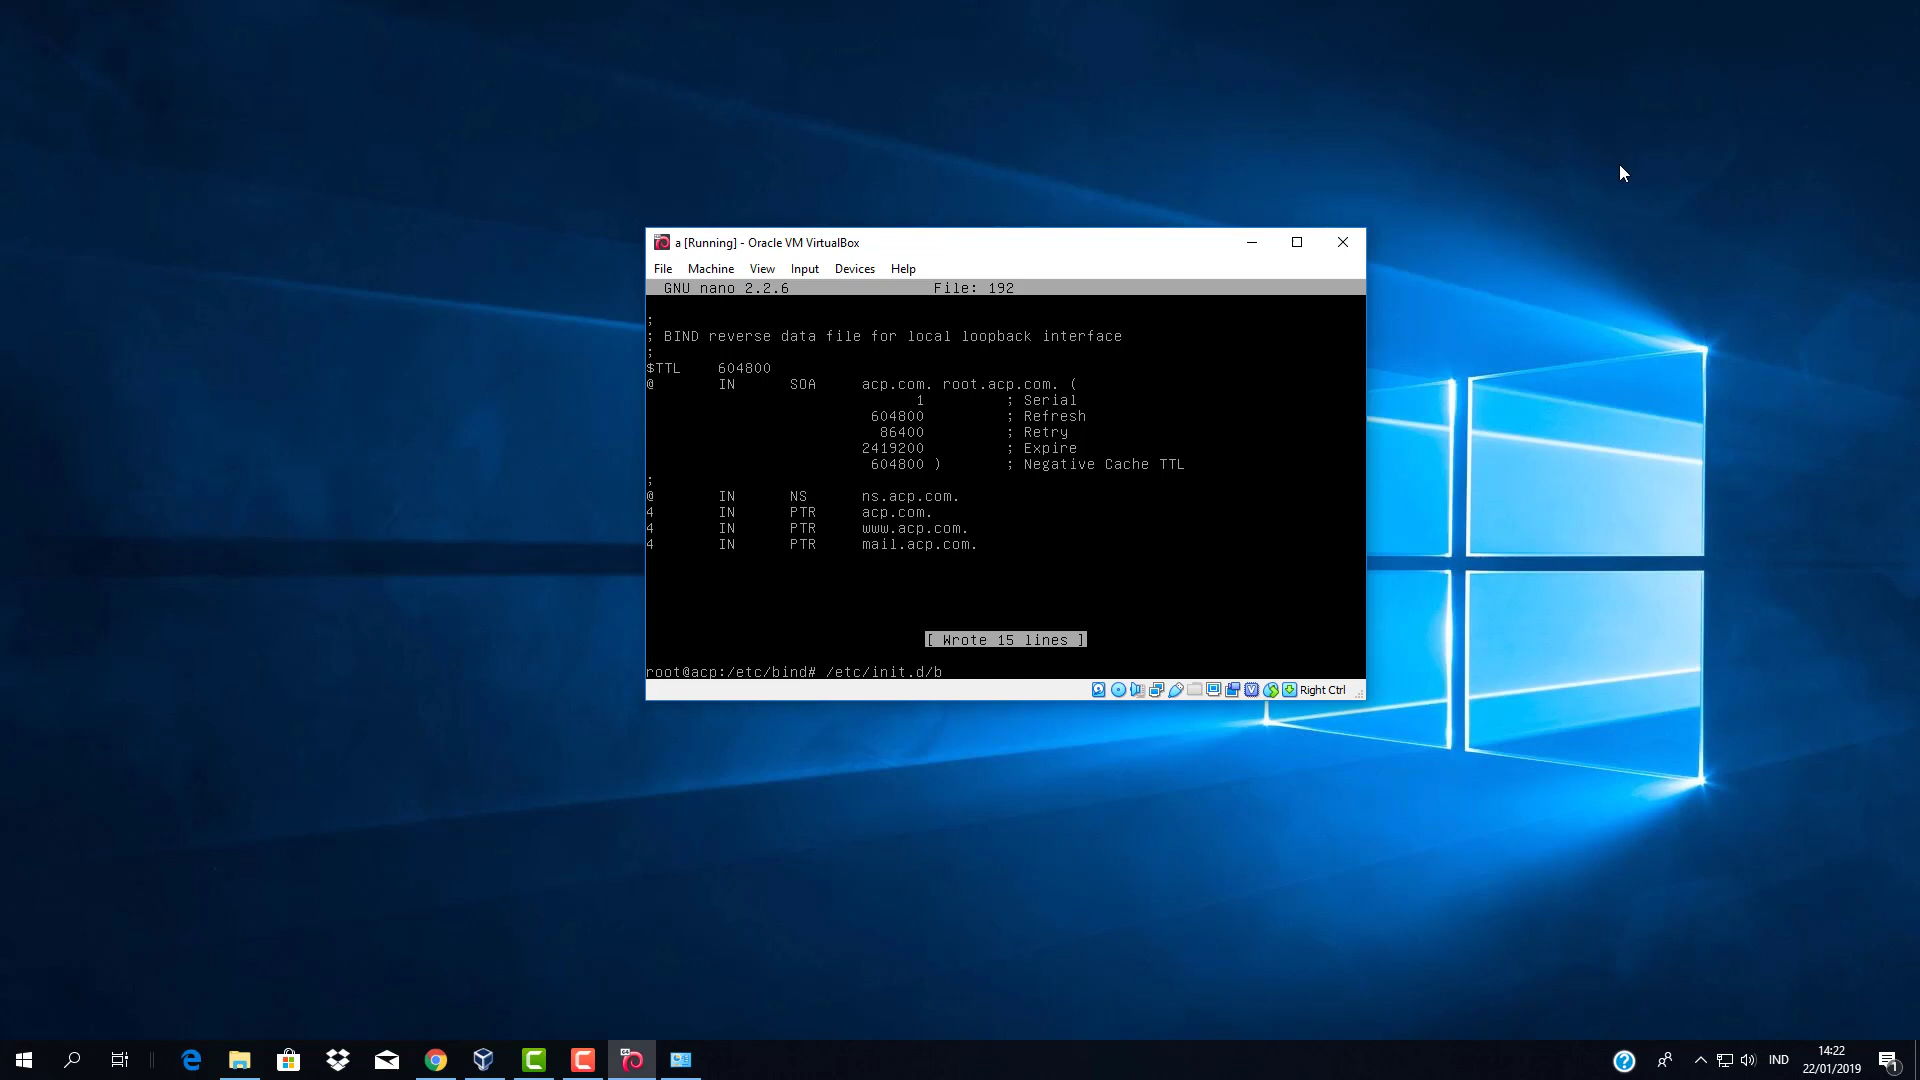 a [Running] - Oracle VM VirtualBox
File Machine View Input Devices Help
GNU nano 2.2.6 File: 192
;
; BIND reverse data file for local loopback interface
;
$TTL 604800
@ IN SOA acp.com. root.acp.com. (
1 ; Serial
604800 ; Refresh
86400 ; Retry
2419200 ; Expire
604800 ) ; Negative Cache TTL
;
@ IN NS ns.acp.com.
4 IN PTR acp.com.
4 IN PTR www.acp.com.
4 IN PTR mail.acp.com.
[ Wrote 15 lines ]
root@acp:/etc/bind# /etc/init.d/b
Right Ctrl
IND
14:22
22/01/2019
1